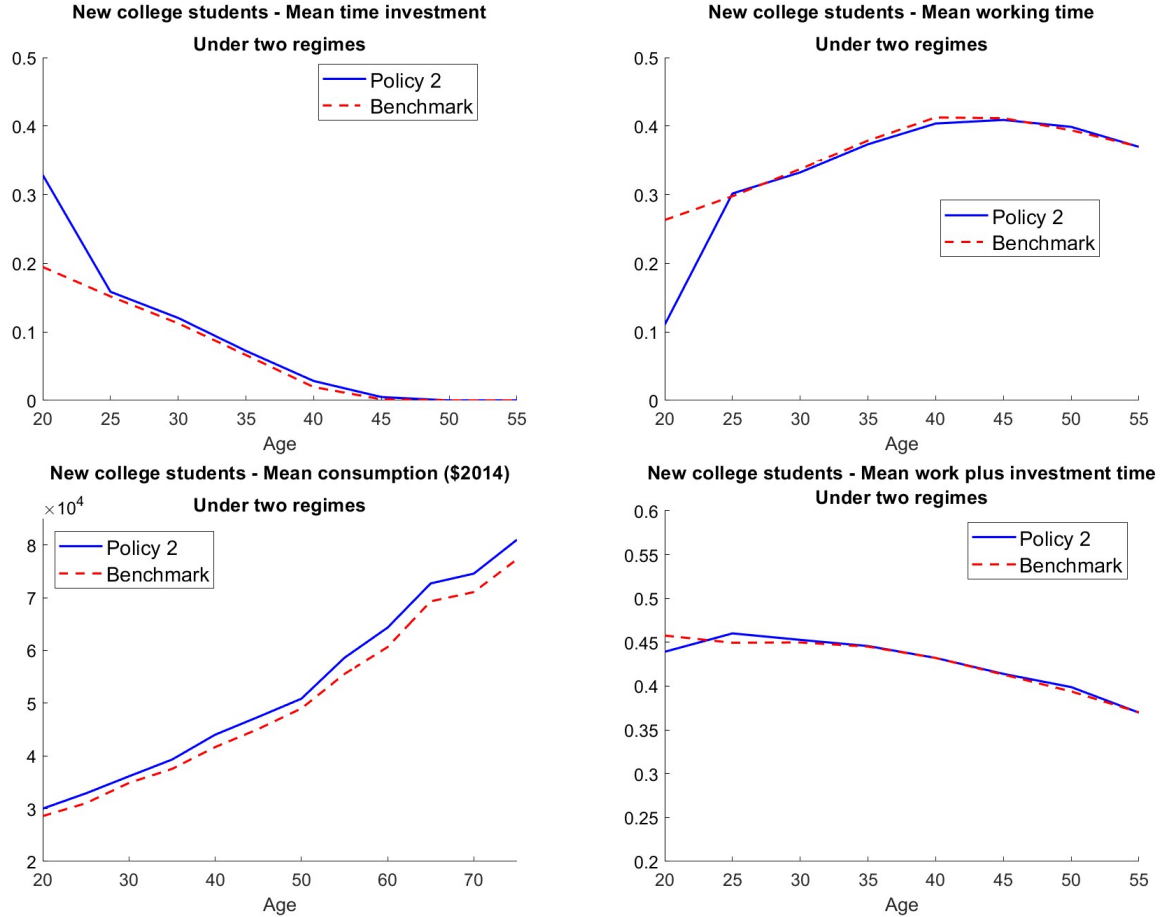 New college students - Mean time investment
Under two regimes
0.5
0.4
0.3
0.2
0.1
0
20 25 30 35 40 45 50 55
Age
Policy 2
Benchmark
New college students - Mean working time
Under two regimes
0.5
0.4
0.3
0.2
0.1
0
20 25 30 35 40 45 50 55
Age
Policy 2
Benchmark
New college students - Mean consumption ($2014)
Under two regimes
×10⁴
8
7
6
5
4
3
2
20 30 40 50 60 70
Age
Policy 2
Benchmark
New college students - Mean work plus investment time
Under two regimes
0.6
0.55
0.5
0.45
0.4
0.35
0.3
0.25
0.2
20 25 30 35 40 45 50 55
Age
Policy 2
Benchmark